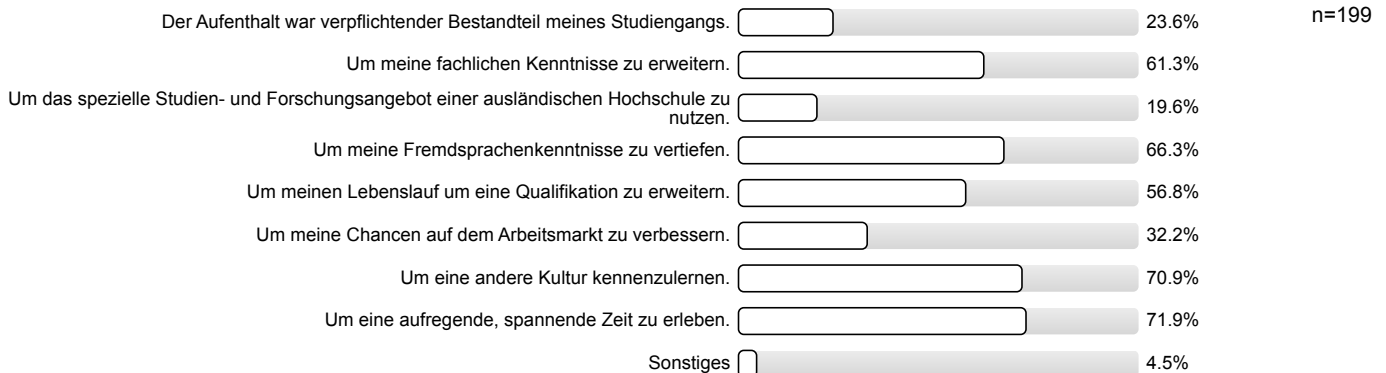 Der Aufenthalt war verpflichtender Bestandteil meines Studiengangs. 23.6% n=199
Um meine fachlichen Kenntnisse zu erweitern. 61.3%
Um das spezielle Studien- und Forschungsangebot einer ausländischen Hochschule zu
nutzen. 19.6%
Um meine Fremdsprachenkenntnisse zu vertiefen. 66.3%
Um meinen Lebenslauf um eine Qualifikation zu erweitern. 56.8%
Um meine Chancen auf dem Arbeitsmarkt zu verbessern. 32.2%
Um eine andere Kultur kennenzulernen. 70.9%
Um eine aufregende, spannende Zeit zu erleben. 71.9%
Sonstiges 4.5%